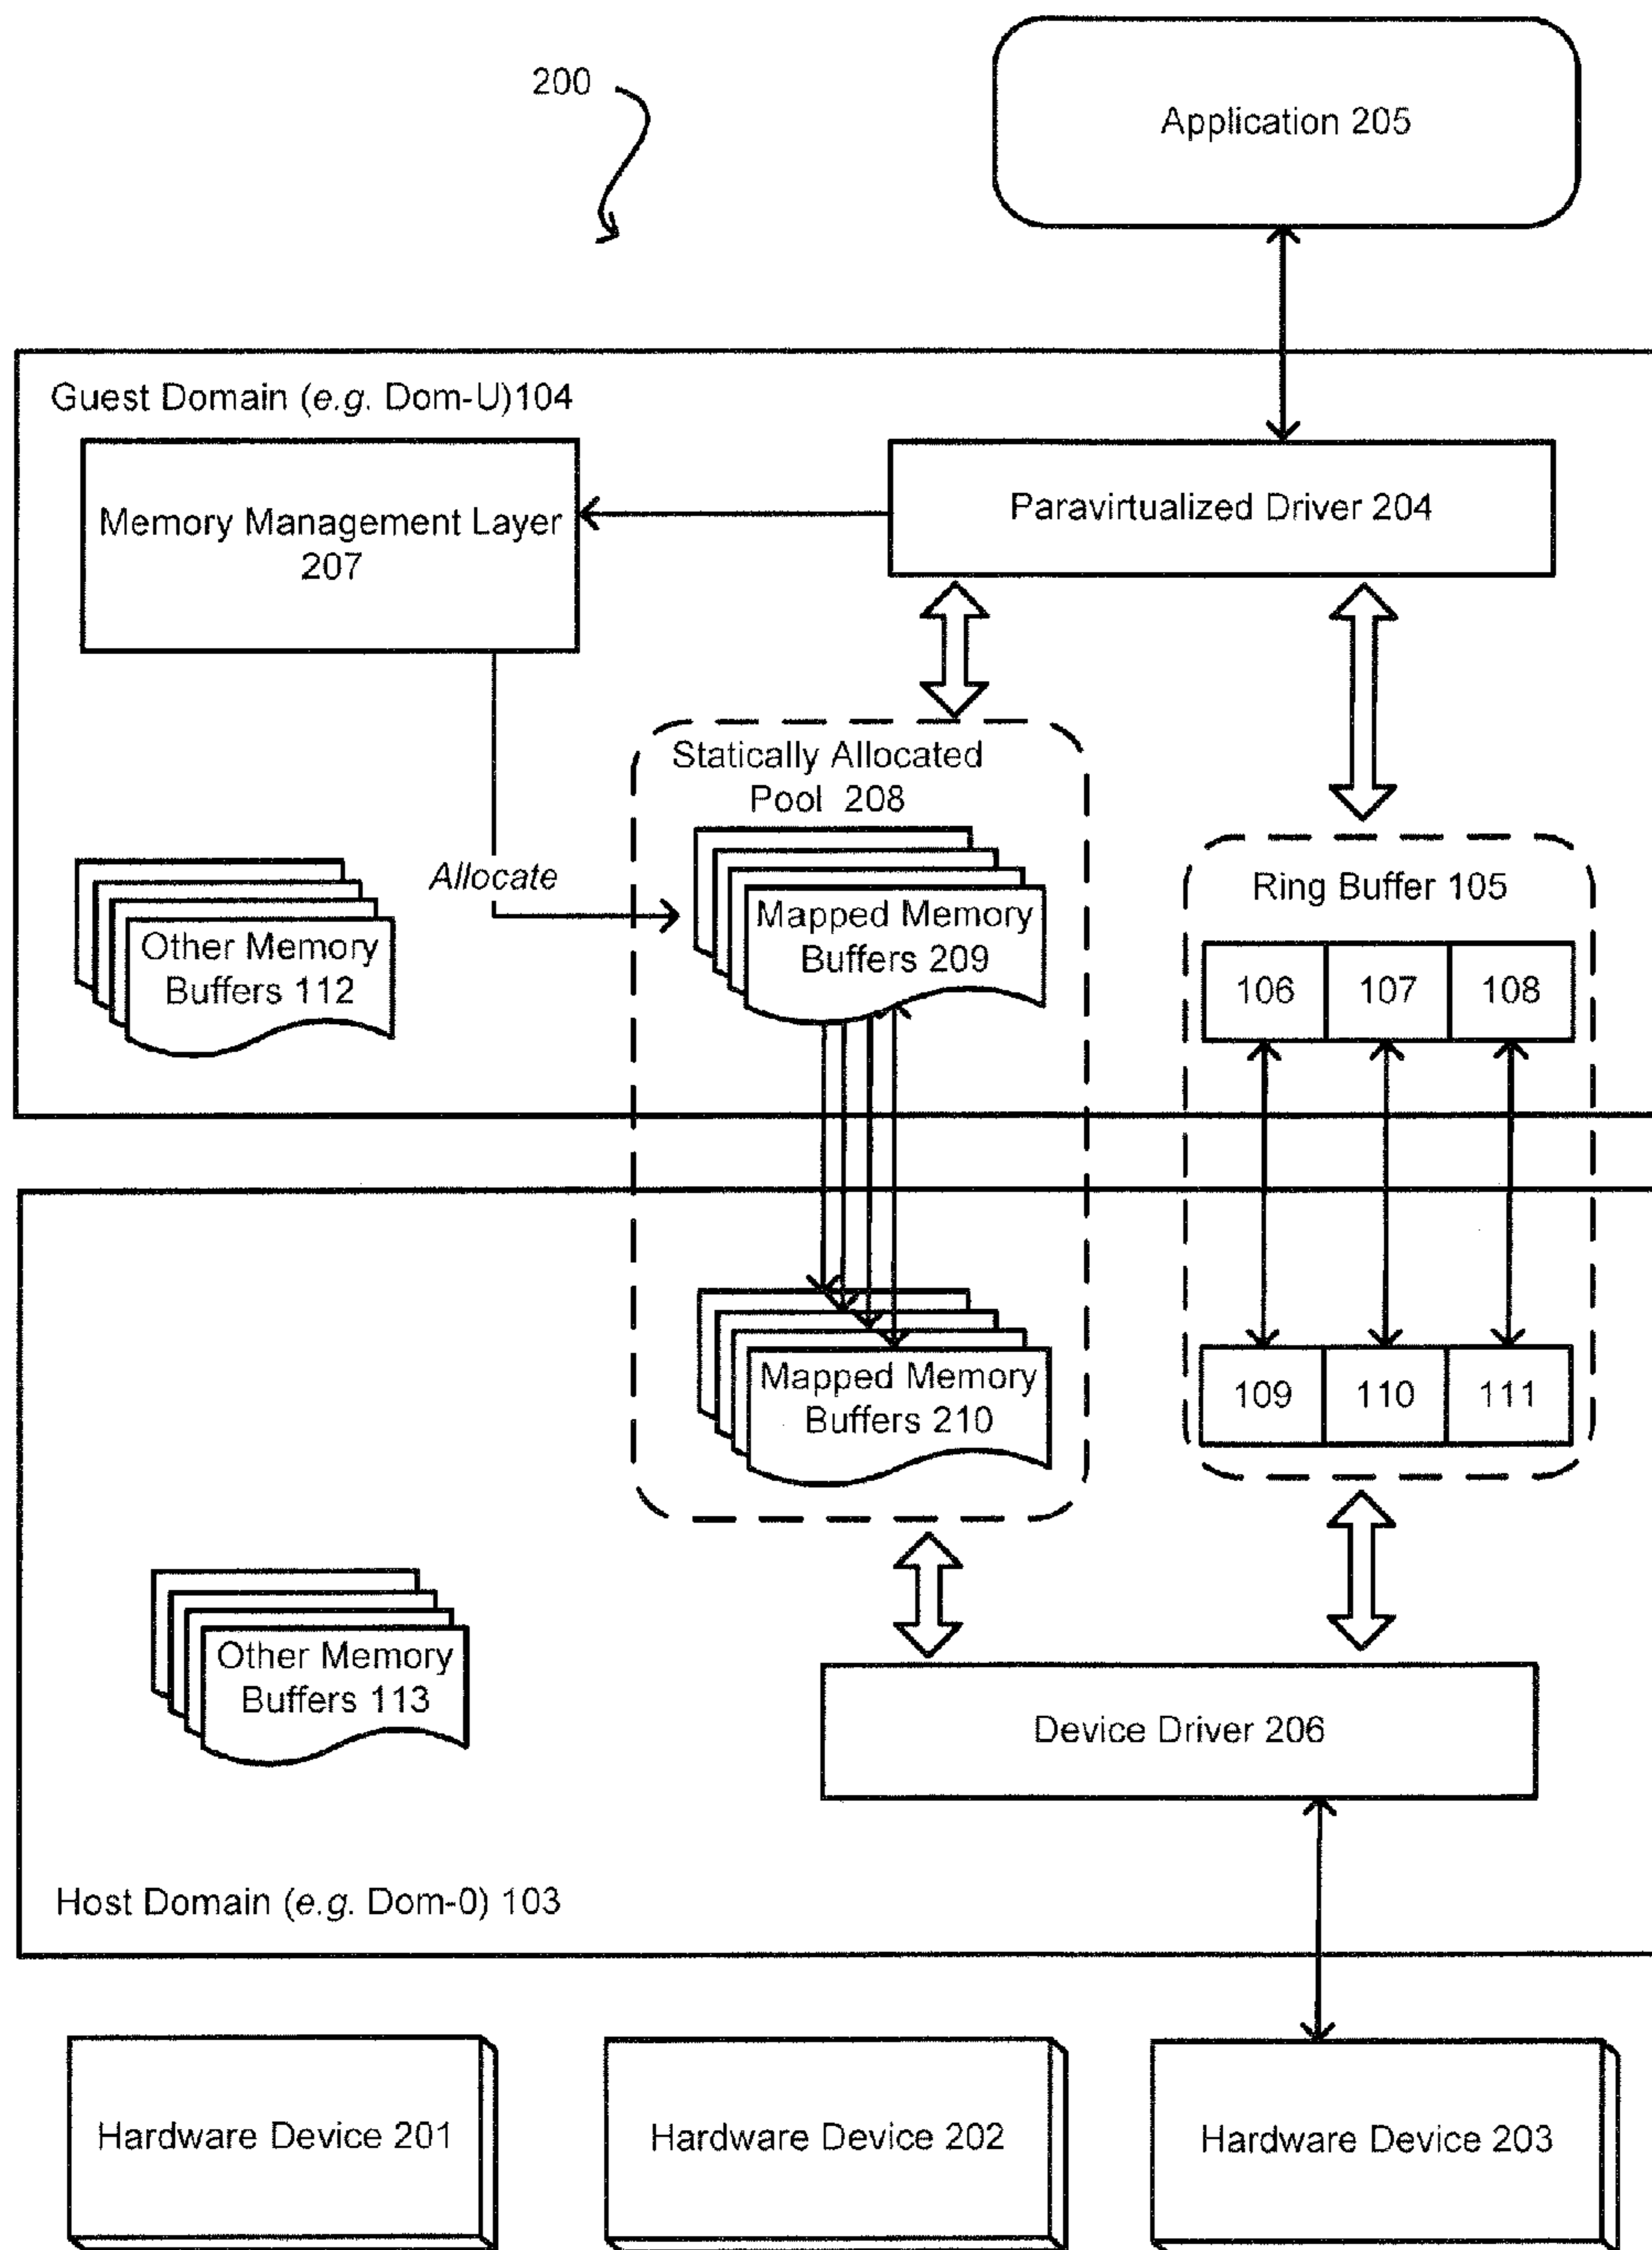 200
Application 205
Guest Domain (e.g. Dom-U)104
Memory Management Layer
207
Paravirtualized Driver 204
Statically Allocated
Pool 208
Allocate
Mapped Memory
Buffers 209
Other Memory
Buffers 112
Ring Buffer 105
106 107 108
109 110 111
Mapped Memory
Buffers 210
Other Memory
Buffers 113
Device Driver 206
Host Domain (e.g. Dom-0) 103
Hardware Device 201
Hardware Device 202
Hardware Device 203